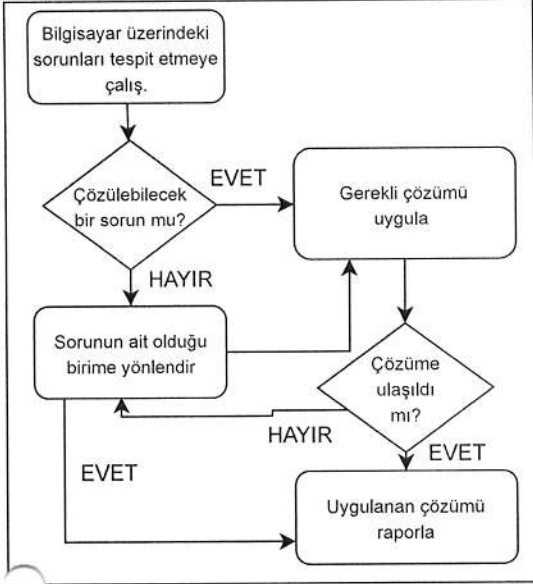 Bilgisayar üzerindeki
sorunları tespit etmeye
çalış.
Çözülebilecek
bir sorun mu?
EVET
Gerekli çözümü
uygula
HAYIR
Sorunun ait olduğu
birime yönlendir
Çözüme
ulaşıldı
mı?
HAYIR
EVET
EVET
Uygulanan çözümü
raporla